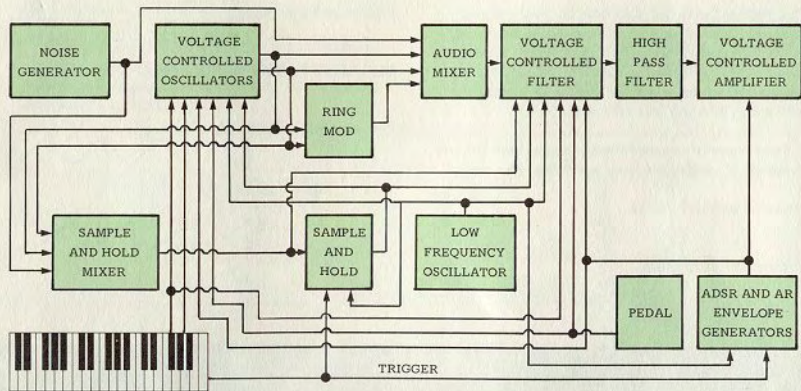 NOISE
GENERATOR
VOLTAGE
CONTROLLED
OSCILLATORS
AUDIO
MIXER
VOLTAGE
CONTROLLED
FILTER
HIGH
PASS
FILTER
VOLTAGE
CONTROLLED
AMPLIFIER
RING
MOD
SAMPLE
AND HOLD
MIXER
SAMPLE
AND
HOLD
LOW
FREQUENCY
OSCILLATOR
PEDAL
ADSR AND AR
ENVELOPE
GENERATORS
TRIGGER